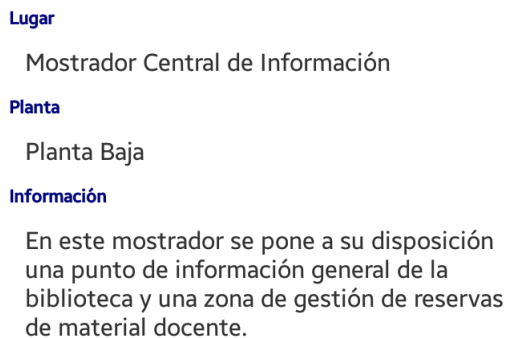 Lugar
Mostrador Central de Información
Planta
Planta Baja
Información
En este mostrador se pone a su disposición
una punto de información general de la
biblioteca y una zona de gestión de reservas
de material docente.